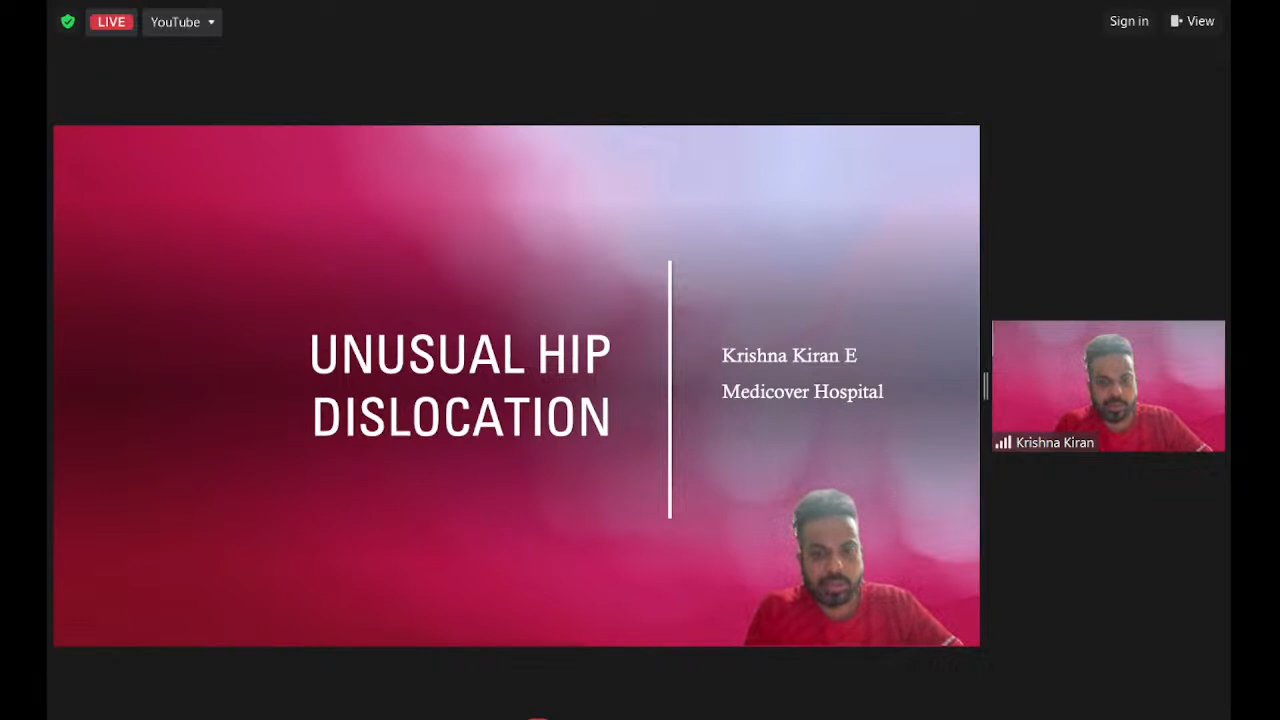 LIVE
YouTube
Sign in
View
UNUSUAL HIP
DISLOCATION
Krishna Kiran E
Medicover Hospital
Krishna Kiran